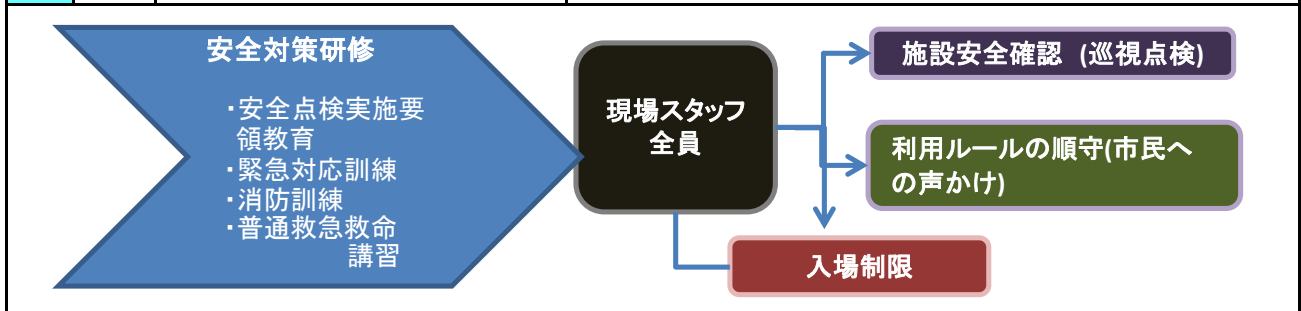 安全対策研修
・安全点検実施要
領教育
・緊急対応訓練
・消防訓練
・普通救急救命
講習
現場スタッフ
全員
施設安全確認 (巡視点検)
利用ルールの順守(市民へ
の声かけ)
入場制限